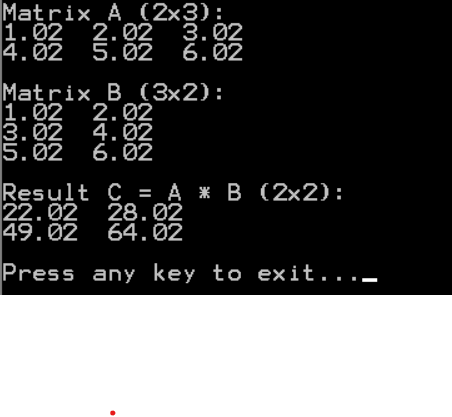 Matrix A (2x3):
1.02  2.02  3.02
4.02  5.02  6.02
Matrix B (3x2):
1.02  2.02
3.02  4.02
5.02  6.02
Result C = A * B (2x2):
22.02  28.02
49.02  64.02
Press any key to exit..._